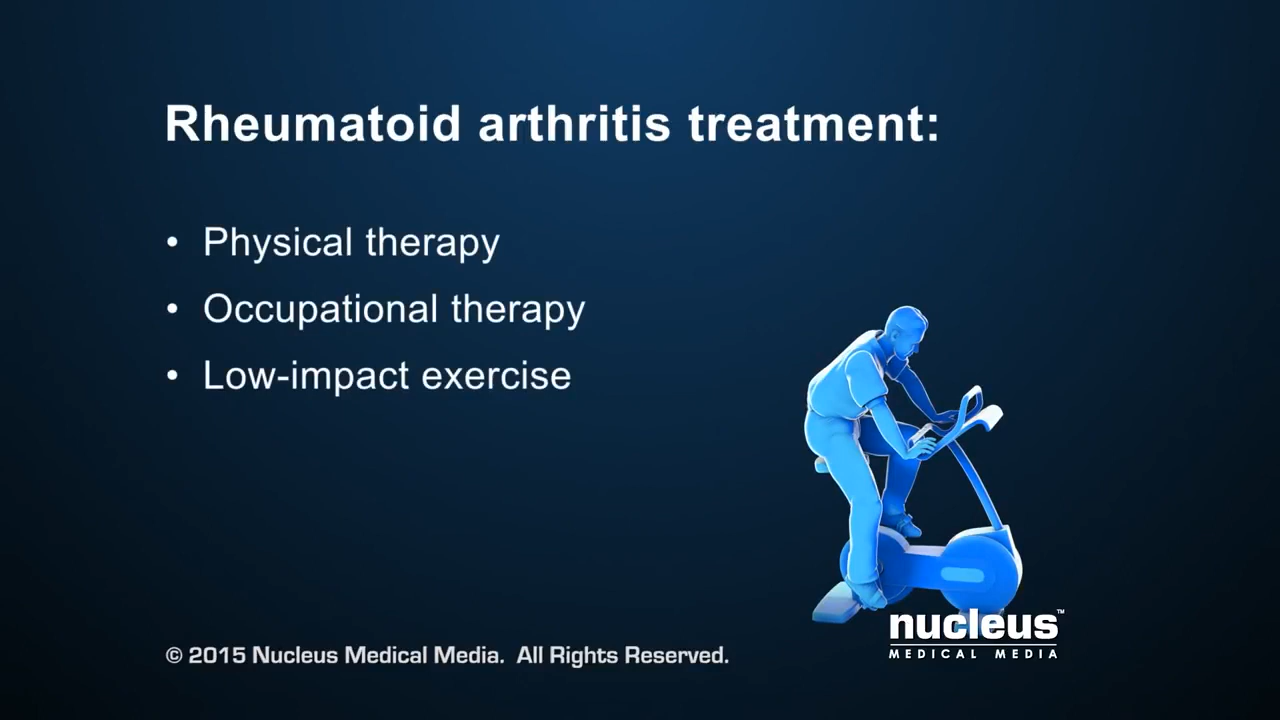 Rheumatoid arthritis treatment:
• Physical therapy
• Occupational therapy
• Low-impact exercise
nucleus™
MEDICAL MEDIA
© 2015 Nucleus Medical Media. All Rights Reserved.